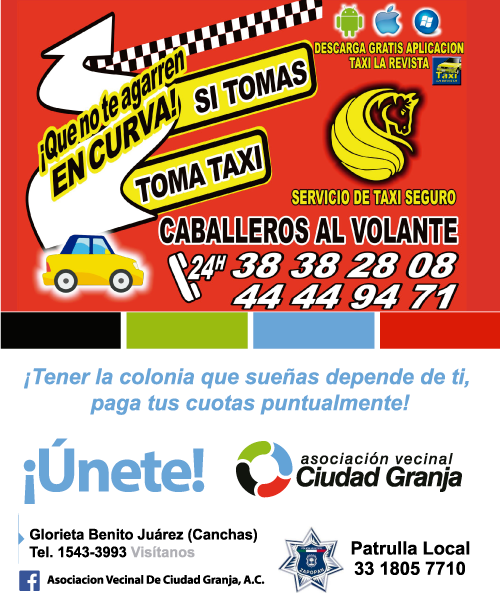 DESCARGA GRATIS APLICACION
TAXI LA REVISTA
Taxi
¡Que no te agarren
EN CURVA!
SI TOMAS
TOMA TAXI
SERVICIO DE TAXI SEGURO
CABALLEROS AL VOLANTE
24H 38 38 28 08
44 44 94 71
¡Tener la colonia que sueñas depende de ti,
paga tus cuotas puntualmente!
¡Únete!
asociación vecinal
Ciudad Granja
Glorieta Benito Juárez (Canchas)
Tel. 1543-3993 Visítanos
Asociacion Vecinal De Ciudad Granja, A.C.
ZAPOPAN
Patrulla Local
33 1805 7710